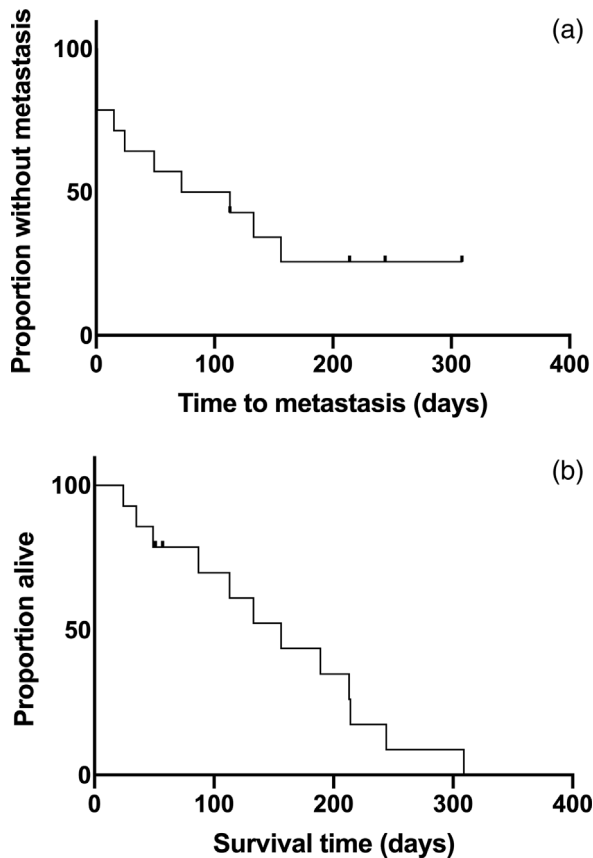 (a)
Proportion without metastasis
100
50
0
0 100 200 300 400
Time to metastasis (days)
(b)
Proportion alive
100
50
0
0 100 200 300 400
Survival time (days)